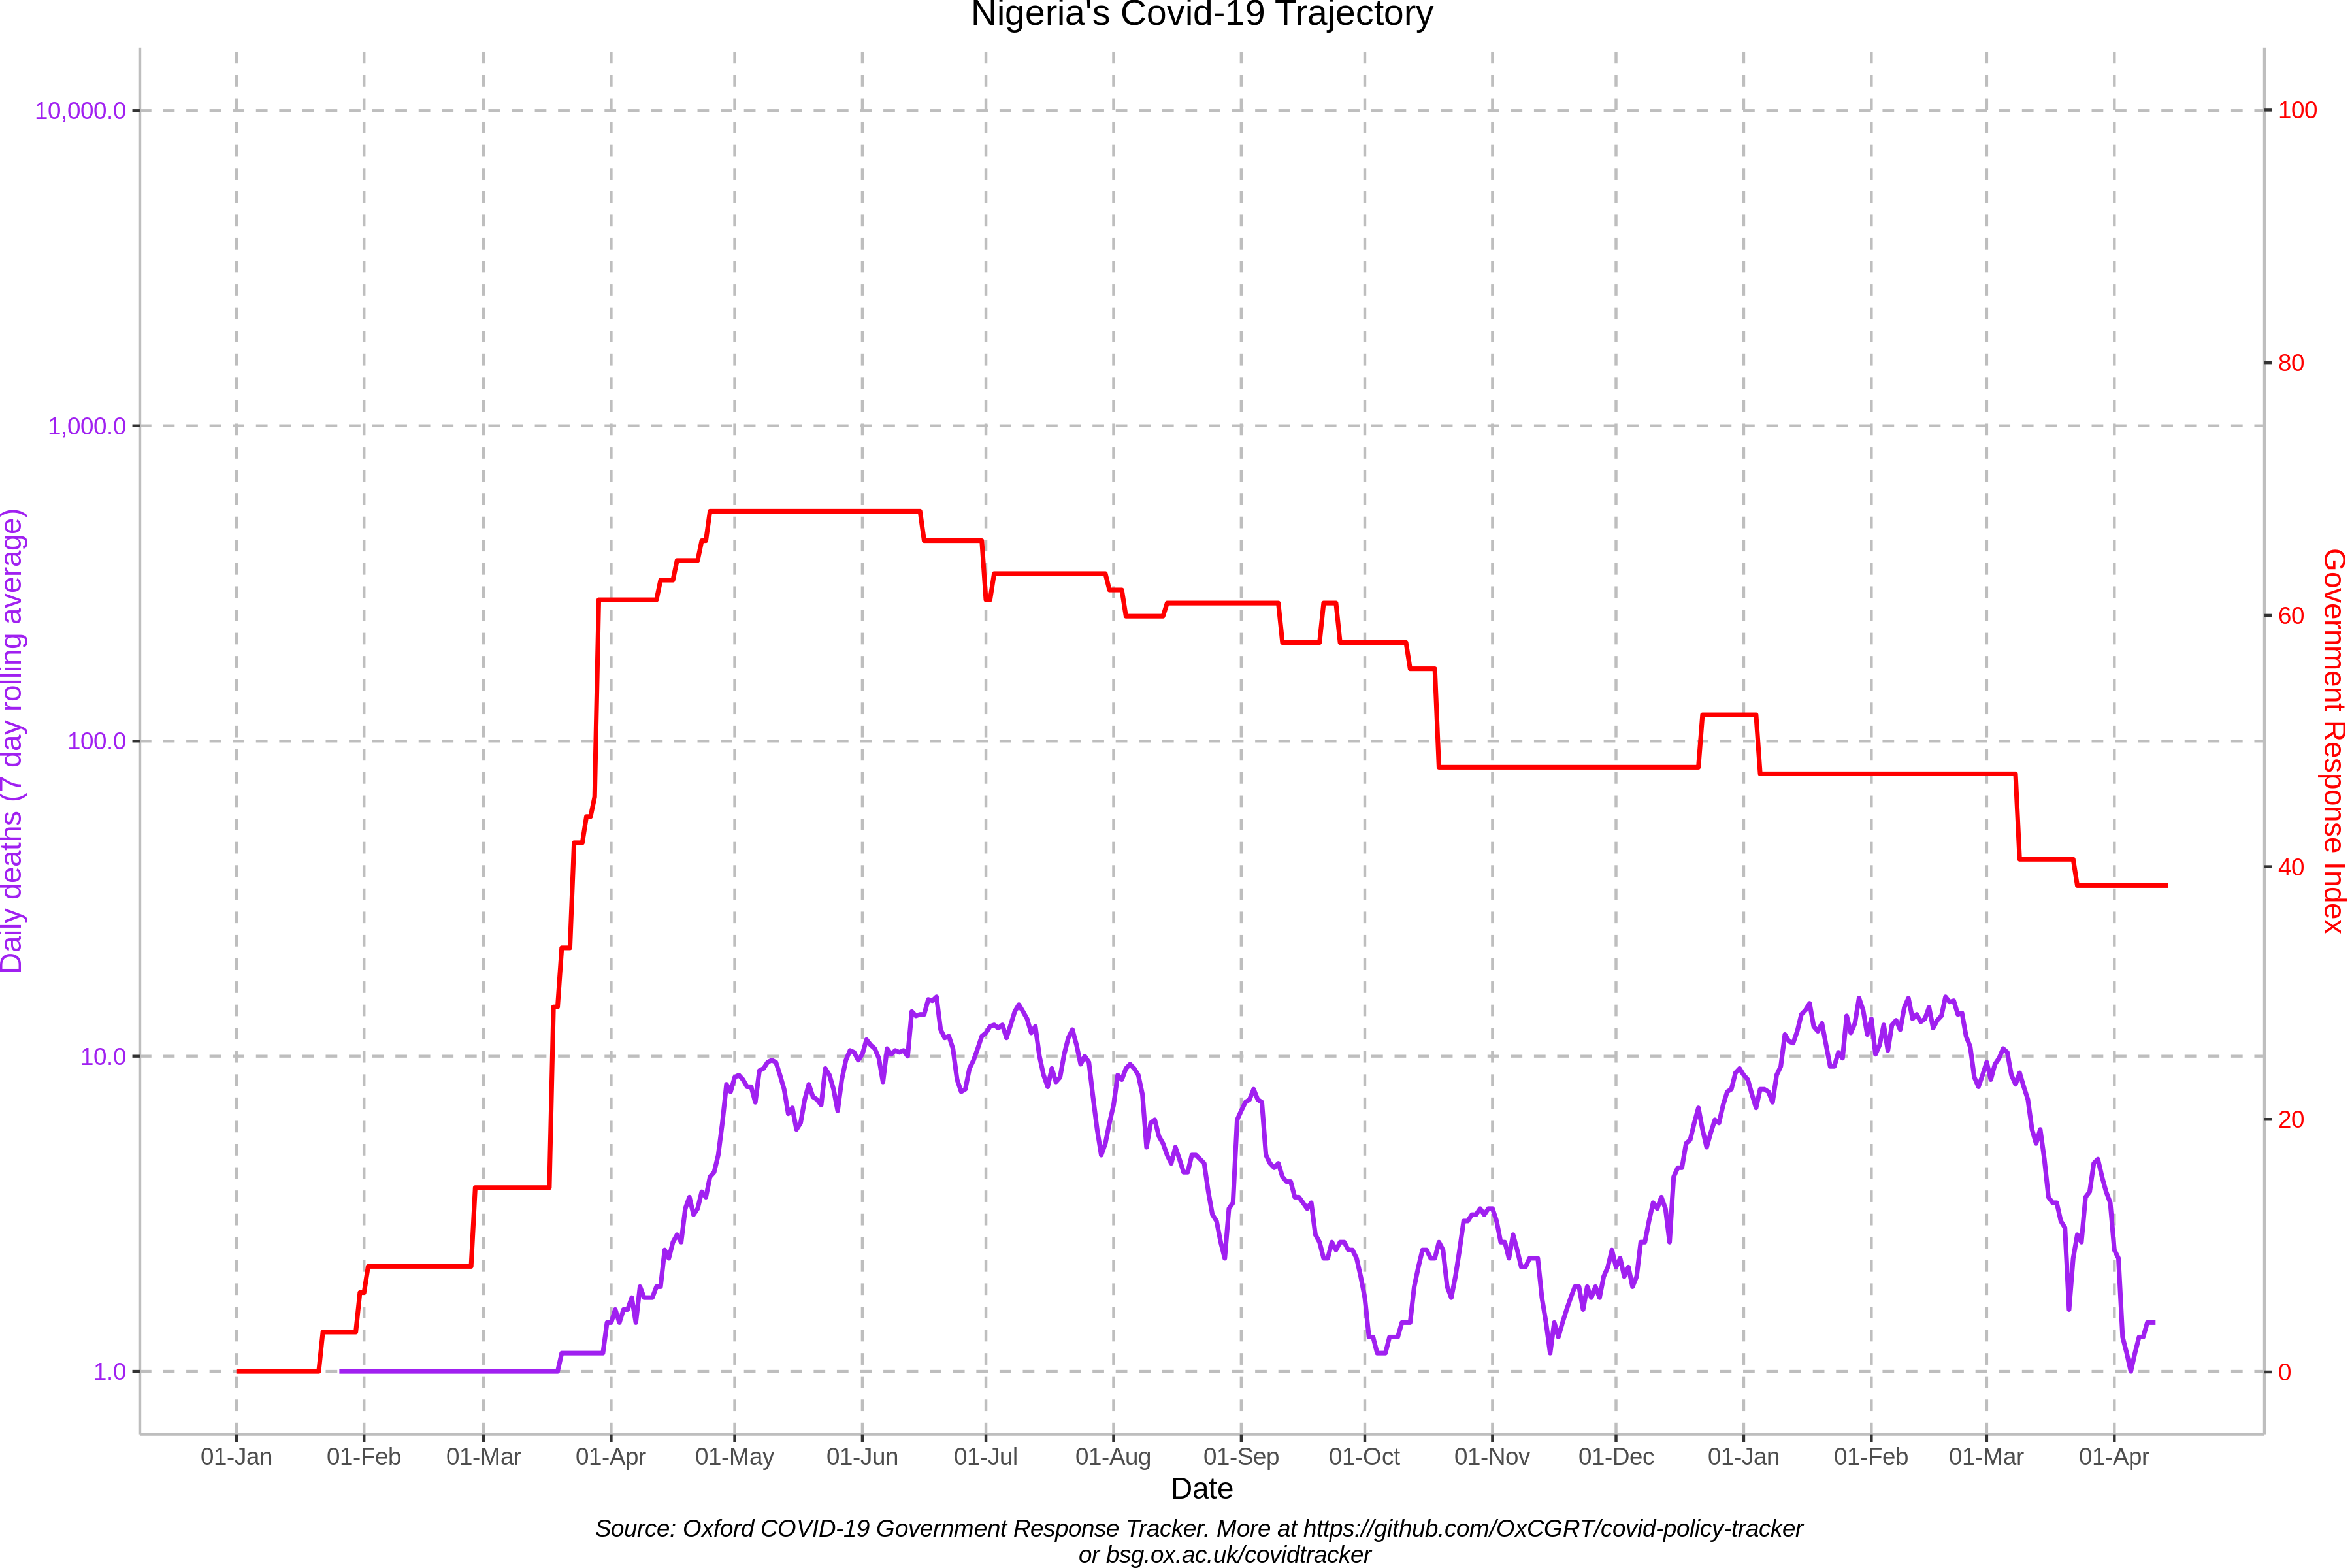 Nigeria's Covid-19 Trajectory
10,000.0
1,000.0
100.0
10.0
1.0
Daily deaths (7 day rolling average)
100
80
60
40
20
0
Government Response Index
01-Jan 01-Feb 01-Mar 01-Apr 01-May 01-Jun 01-Jul 01-Aug 01-Sep 01-Oct 01-Nov 01-Dec 01-Jan 01-Feb 01-Mar 01-Apr
Date
Source: Oxford COVID-19 Government Response Tracker. More at https://github.com/OxCGRT/covid-policy-tracker
or bsg.ox.ac.uk/covidtracker